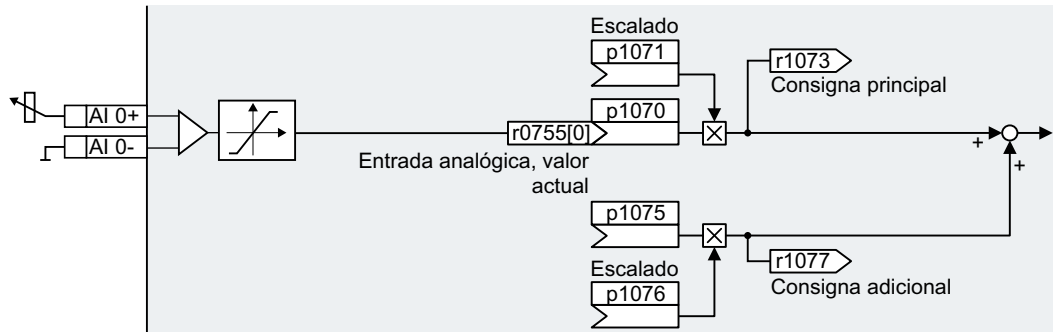 Escalado
p1071
r1073
Consigna principal
AI 0+
p1070
r0755[0]
AI 0-
Entrada analógica, valor
actual
+
+
p1075
r1077
Escalado
Consigna adicional
p1076